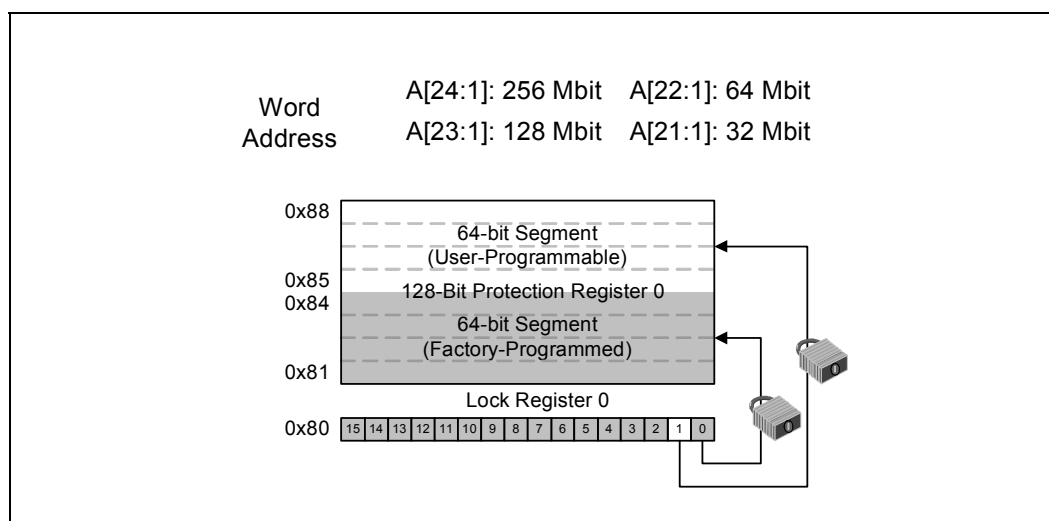 Word
Address
A[24:1]: 256 Mbit A[22:1]: 64 Mbit
A[23:1]: 128 Mbit A[21:1]: 32 Mbit
0x88
64-bit Segment
(User-Programmable)
0x85
128-Bit Protection Register 0
0x84
64-bit Segment
(Factory-Programmed)
0x81
Lock Register 0
0x80 15 14 13 12 11 10 9 8 7 6 5 4 3 2 1 0